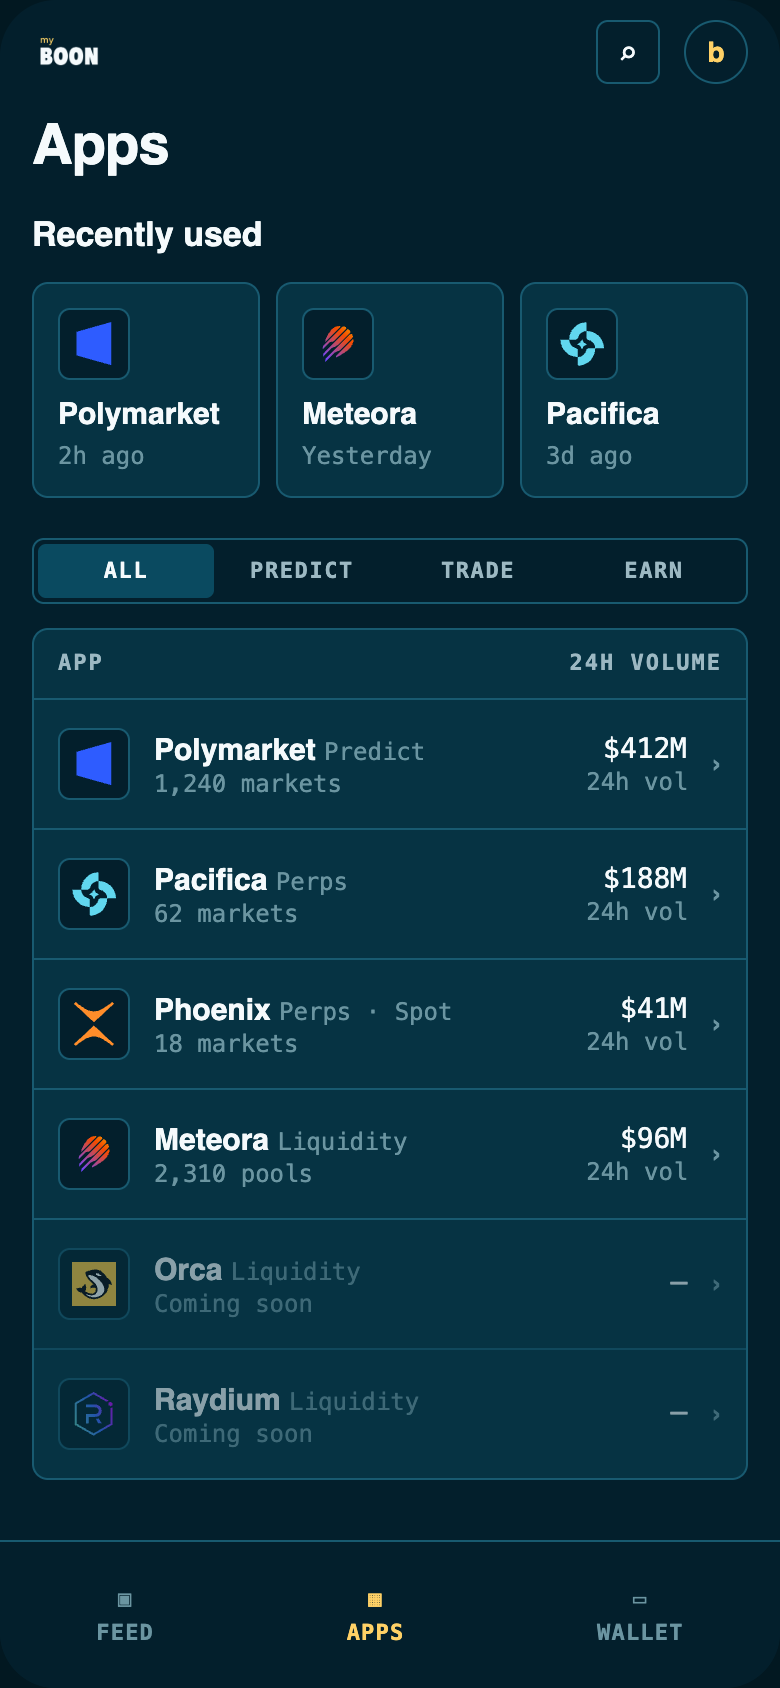 my
BOON
b
Apps
Recently used
Polymarket
2h ago
Meteora
Yesterday
Pacifica
3d ago
ALL PREDICT TRADE EARN
APP 24H VOLUME
Polymarket Predict
1,240 markets
$412M
24h vol
Pacifica Perps
62 markets
$188M
24h vol
Phoenix Perps · Spot
18 markets
$41M
24h vol
Meteora Liquidity
2,310 pools
$96M
24h vol
Orca Liquidity
Coming soon
—
Raydium Liquidity
Coming soon
—
FEED APPS WALLET